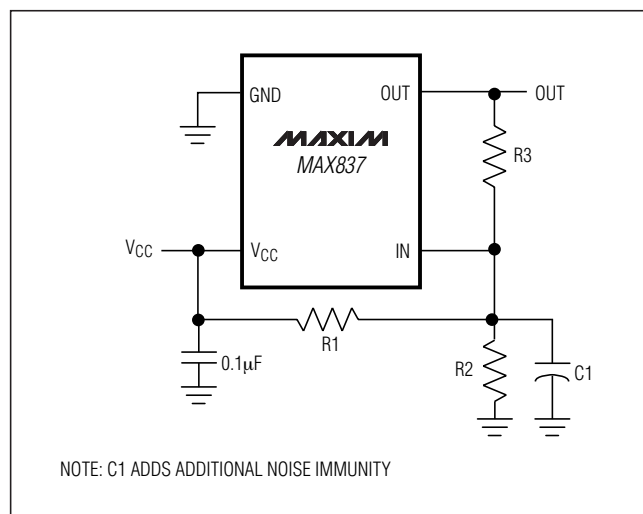 GND
OUT
OUT
MAXIM
MAX837
R3
VCC
VCC
IN
R1
0.1µF
R2
C1
NOTE: C1 ADDS ADDITIONAL NOISE IMMUNITY